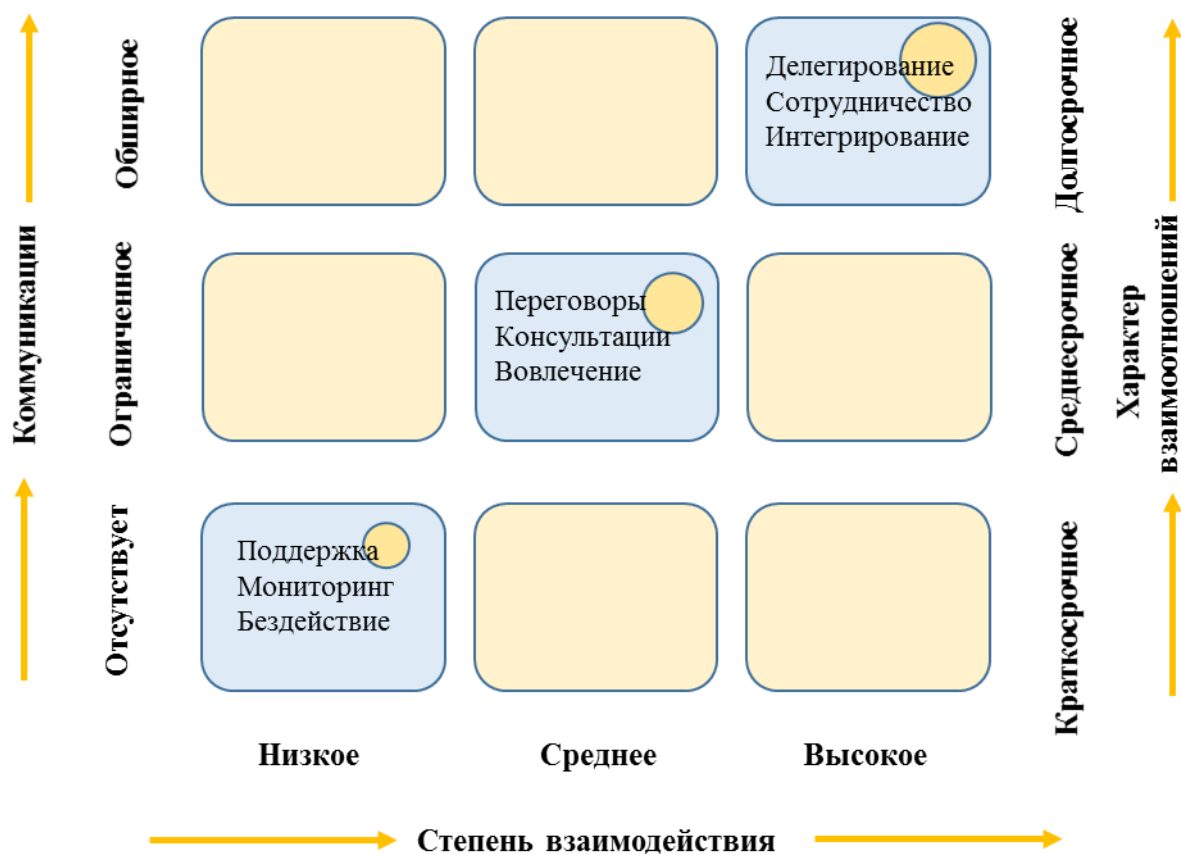 Обширное
Делегирование
Сотрудничество
Интегрирование
Долгосрочное
Коммуникации
Ограниченное
Переговоры
Консультации
Вовлечение
Среднесрочное
Характер
взаимоотношений
Отсутствует
Поддержка
Мониторинг
Бездействие
Краткосрочное
Низкое
Среднее
Высокое
Степень взаимодействия